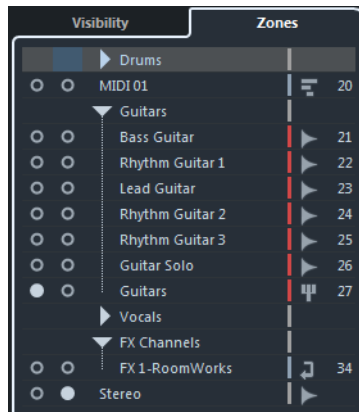 Visibility Zones
Drums
MIDI 01 20
Guitars
Bass Guitar 21
Rhythm Guitar 1 22
Lead Guitar 23
Rhythm Guitar 2 24
Rhythm Guitar 3 25
Guitar Solo 26
Guitars 27
Vocals
FX Channels
FX 1-RoomWorks 34
Stereo